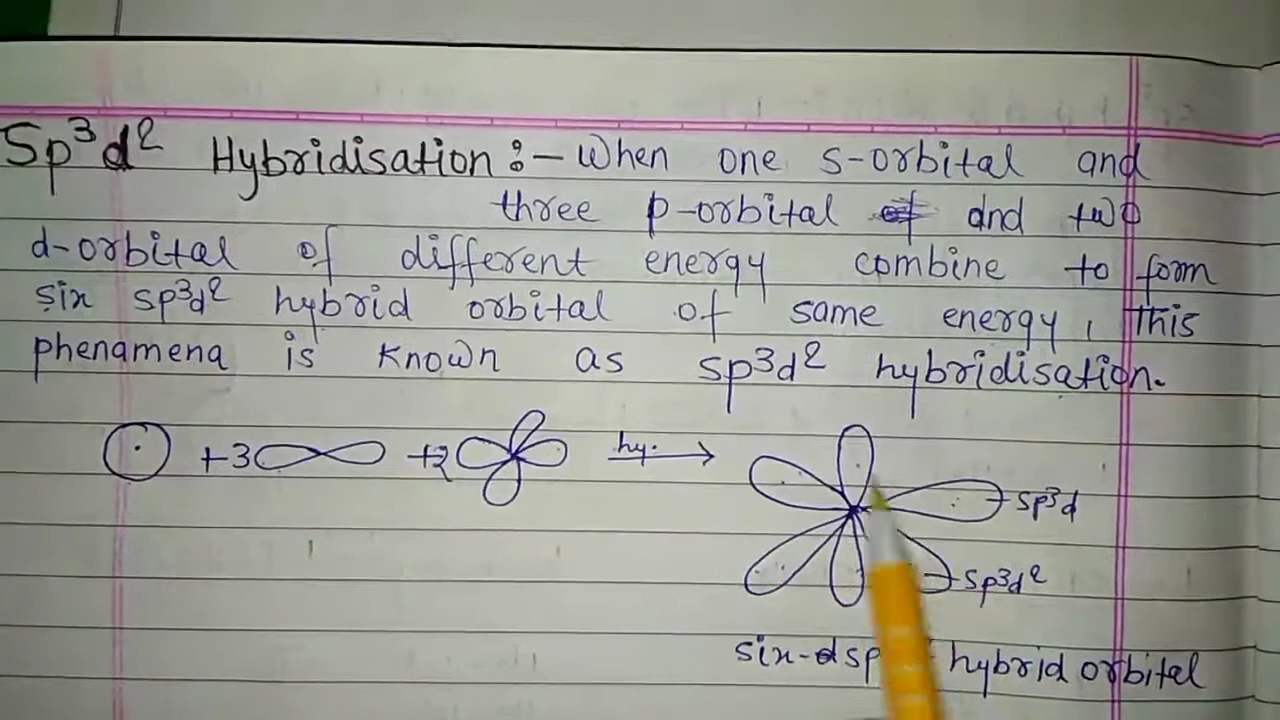 Sp³d² Hybridisation :- When one s-orbital and
three p-orbital and two
d-orbital of different energy combine to form
six sp³d² hybrid orbital of same energy, This
phenamena is known as sp³d² hybridisation.
+3 +2 hy. →
sp³d
sp³d²
six- hybrid orbital